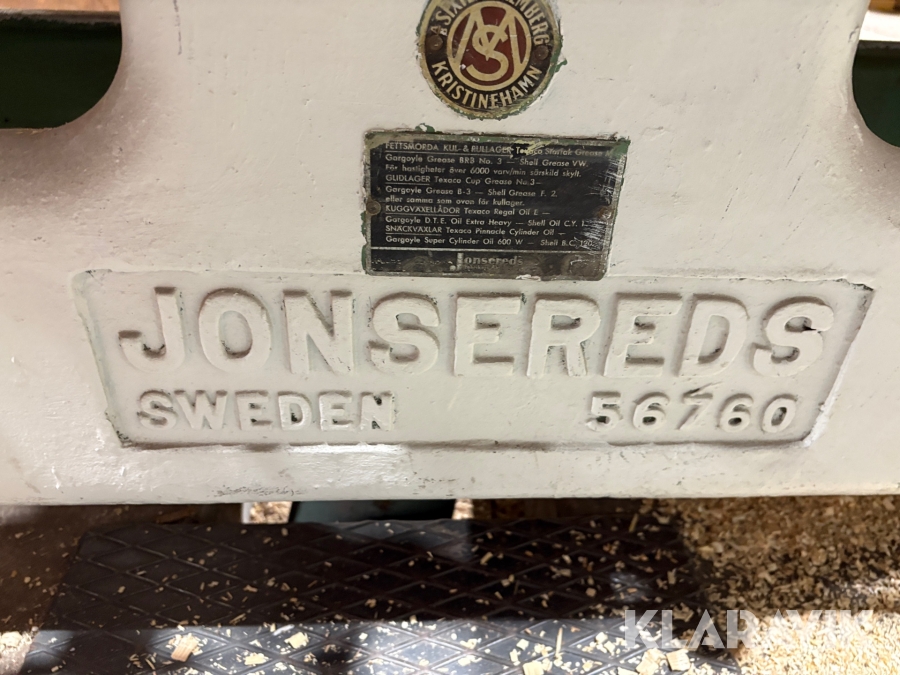 KRISTINEHAMN
FETTSMORDA KUL- & RULLAGER Texaco Starfak Grease
Gargoyle Grease BRB No. 3 — Shell Grease VW.
För hastigheter över 6000 varv/min särskild skylt.
GLIDLAGER Texaco Cup Grease No. 3—
Gargoyle Grease B-3 — Shell Grease F. 2.
eller samma som ovan för kullager.
KUGGVÄXELLÅDOR Texaco Regal Oil E —
Gargoyle D.T.E. Oil Extra Heavy — Shell Oil C.Y.
SNÄCKVÄXLAR Texaco Pinnacle Cylinder Oil —
Gargoyle Super Cylinder Oil 600 W — Shell B.C.
Jonsereds
JONSEREDS
SWEDEN 56760
KLARAVIK